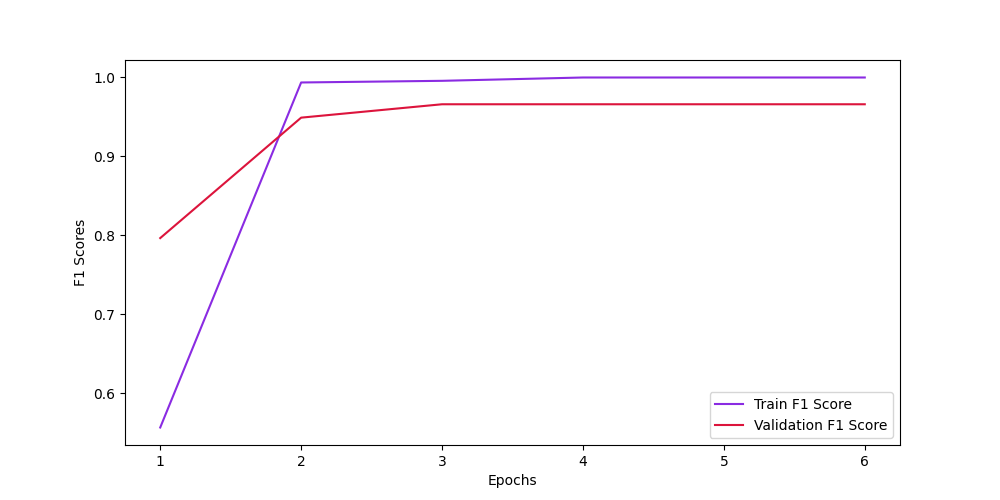 1.0
0.9
0.8
0.7
0.6
F1 Scores
1 2 3 4 5 6
Epochs
Train F1 Score
Validation F1 Score